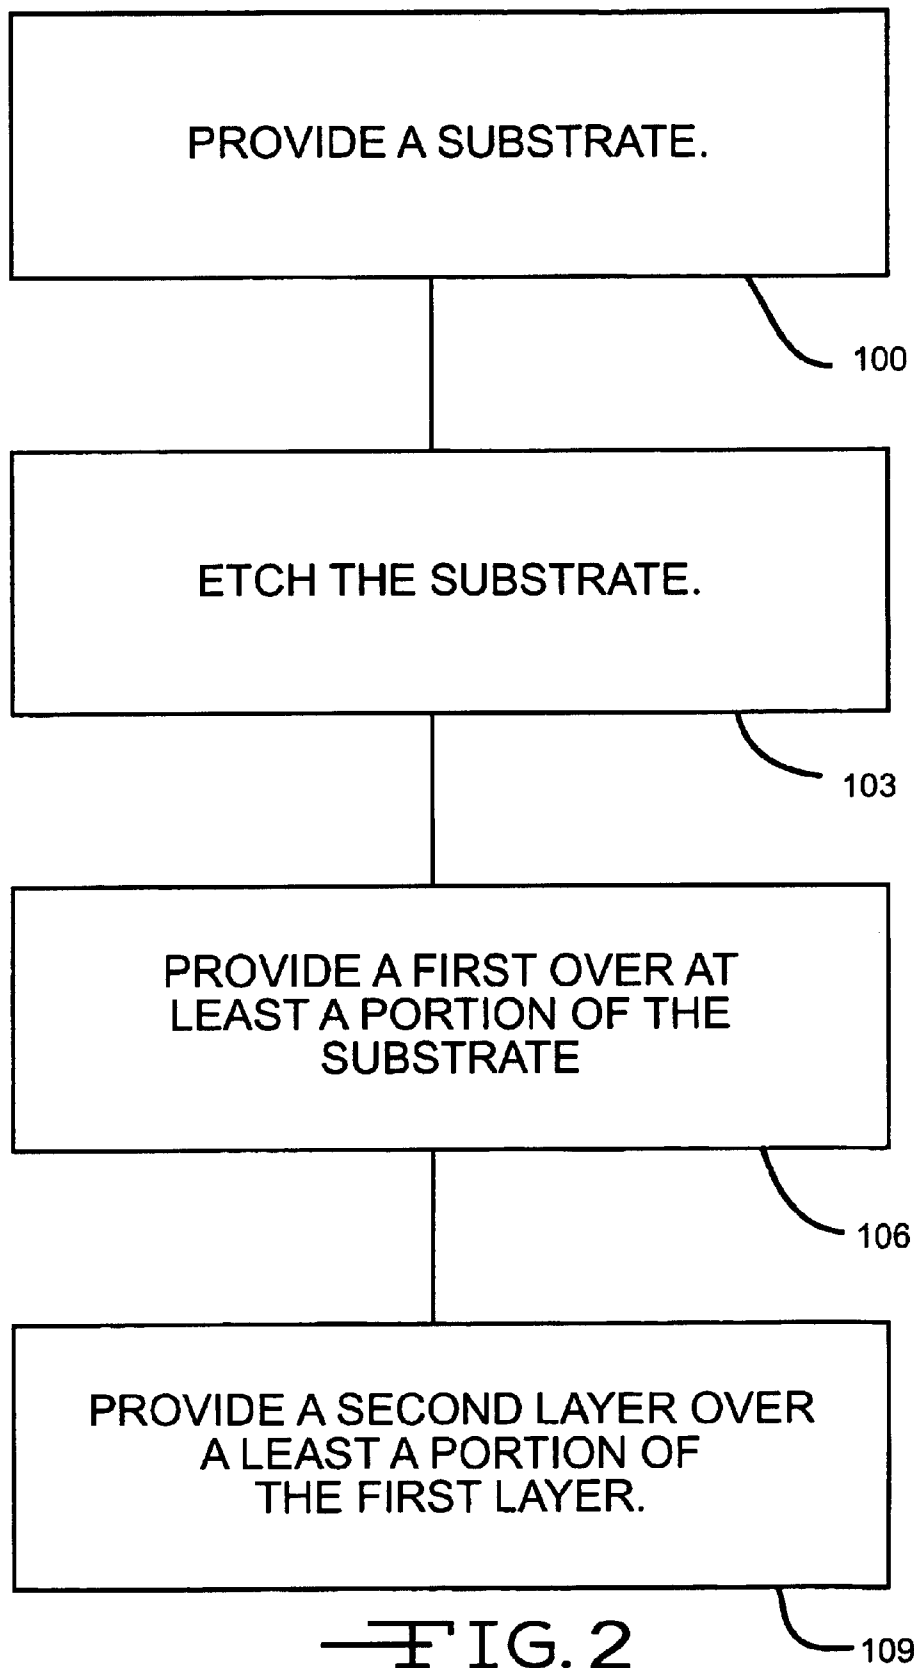 PROVIDE A SUBSTRATE.
100
ETCH THE SUBSTRATE.
103
PROVIDE A FIRST OVER AT
LEAST A PORTION OF THE
SUBSTRATE
106
PROVIDE A SECOND LAYER OVER
A LEAST A PORTION OF
THE FIRST LAYER.
109
FIG. 2